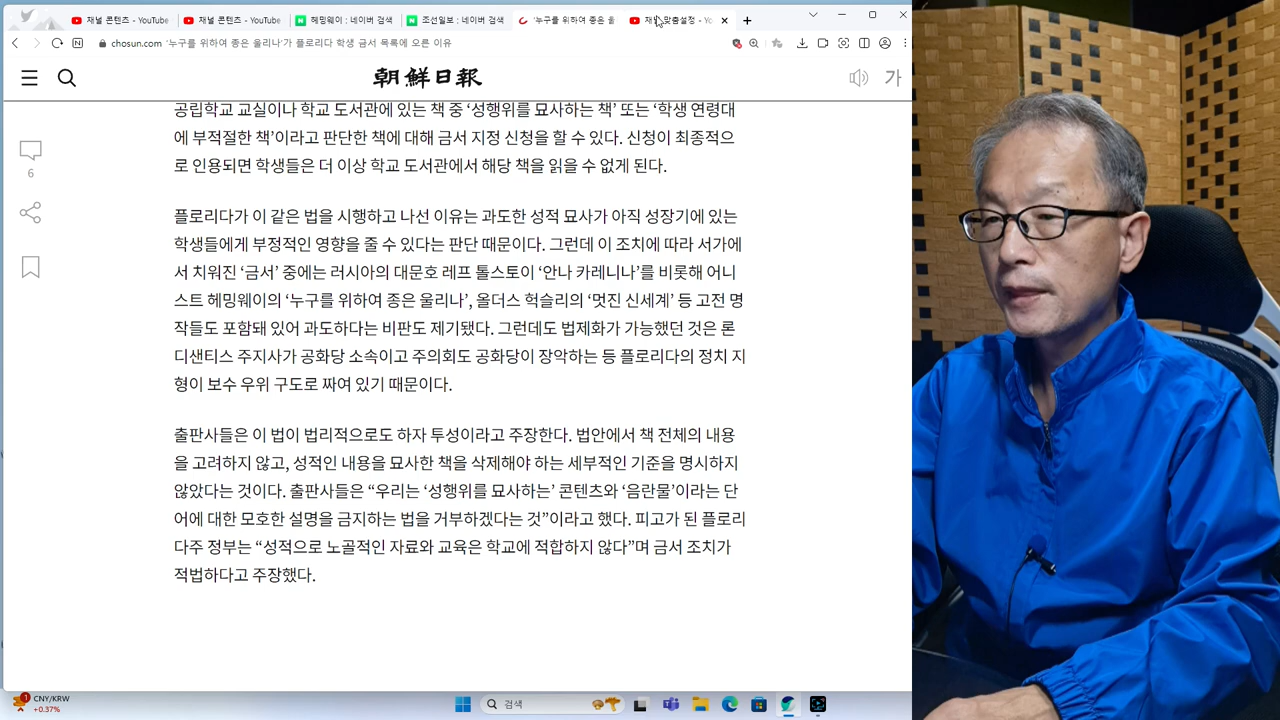 채널 콘텐츠 - YouTube
채널 콘텐츠 - YouTube
헤밍웨이 : 네이버 검색
조선일보 : 네이버 검색
'누구를 위하여 종은 울
chosun.com '누구를 위하여 종은 울리나'가 플로리다 학생 금서 목록에 오른 이유
朝鮮日報
가
공립학교 교실이나 학교 도서관에 있는 책 중 ‘성행위를 묘사하는 책’ 또는 ‘학생 연령대
에 부적절한 책’이라고 판단한 책에 대해 금서 지정 신청을 할 수 있다. 신청이 최종적으
로 인용되면 학생들은 더 이상 학교 도서관에서 해당 책을 읽을 수 없게 된다.
6
플로리다가 이 같은 법을 시행하고 나선 이유는 과도한 성적 묘사가 아직 성장기에 있는
학생들에게 부정적인 영향을 줄 수 있다는 판단 때문이다. 그런데 이 조치에 따라 서가에
서 치워진 ‘금서’ 중에는 러시아의 대문호 레프 톨스토이 ‘안나 카레니나’를 비롯해 어니
스트 헤밍웨이의 ‘누구를 위하여 종은 울리나’, 올더스 헉슬리의 ‘멋진 신세계’ 등 고전 명
작들도 포함돼 있어 과도하다는 비판도 제기됐다. 그런데도 법제화가 가능했던 것은 론
디샌티스 주지사가 공화당 소속이고 주의회도 공화당이 장악하는 등 플로리다의 정치 지
형이 보수 우위 구도로 짜여 있기 때문이다.
출판사들은 이 법이 법리적으로도 하자 투성이라고 주장한다. 법안에서 책 전체의 내용
을 고려하지 않고, 성적인 내용을 묘사한 책을 삭제해야 하는 세부적인 기준을 명시하지
않았다는 것이다. 출판사들은 “우리는 ‘성행위를 묘사하는’ 콘텐츠와 ‘음란물’이라는 단
어에 대한 모호한 설명을 금지하는 법을 거부하겠다는 것”이라고 했다. 피고가 된 플로리
다주 정부는 “성적으로 노골적인 자료와 교육은 학교에 적합하지 않다”며 금서 조치가
적법하다고 주장했다.
1
CNY/KRW
+0.37%
검색